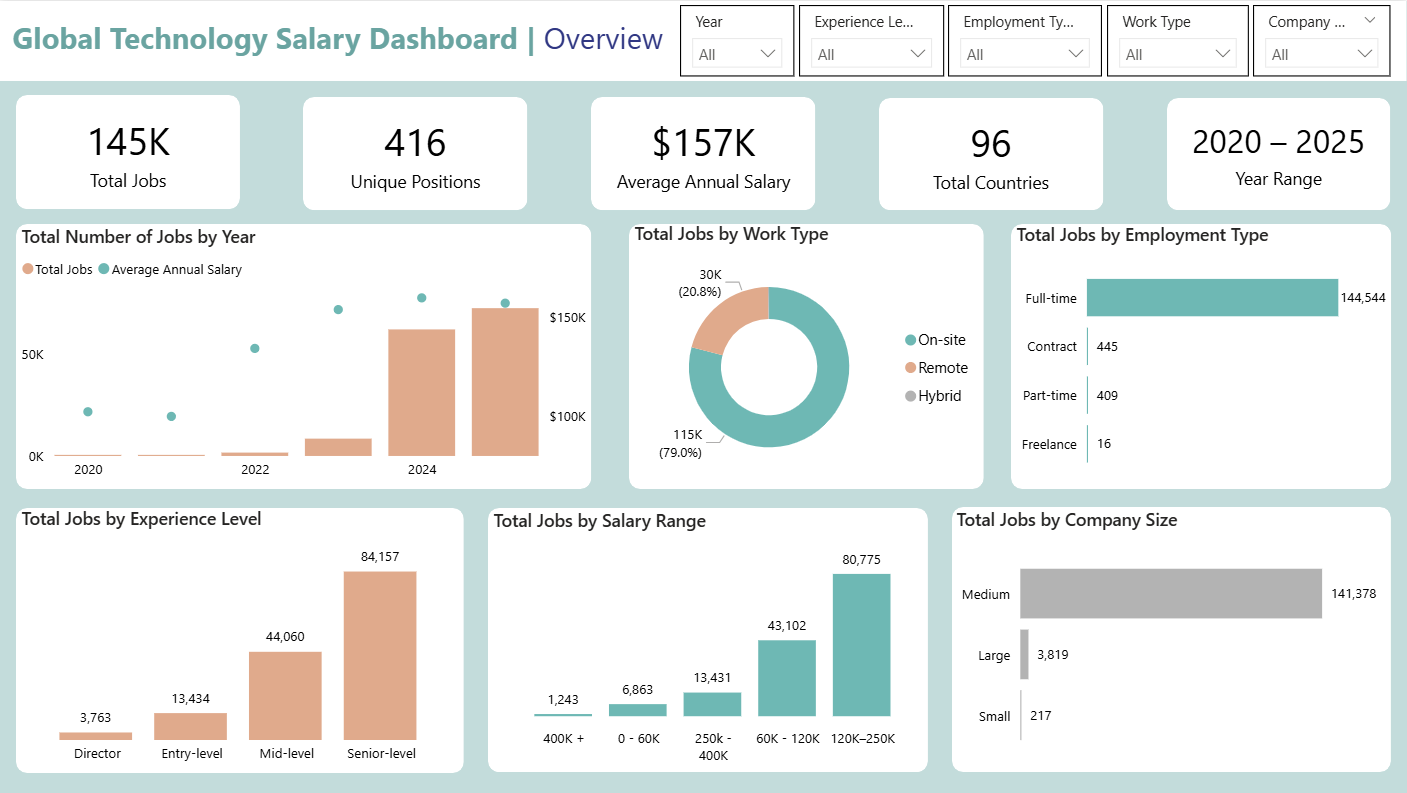 Global Technology Salary Dashboard | Overview
Year
All
Experience Le...
All
Employment Ty...
All
Work Type
All
Company ...
All
145K
Total Jobs
416
Unique Positions
$157K
Average Annual Salary
96
Total Countries
2020 – 2025
Year Range
Total Number of Jobs by Year
Total Jobs
Average Annual Salary
50K
0K
$150K
$100K
2020
2022
2024
Total Jobs by Work Type
30K
(20.8%)
115K
(79.0%)
On-site
Remote
Hybrid
Total Jobs by Employment Type
Full-time
144,544
Contract
445
Part-time
409
Freelance
16
Total Jobs by Experience Level
3,763
13,434
44,060
84,157
Director
Entry-level
Mid-level
Senior-level
Total Jobs by Salary Range
1,243
6,863
13,431
43,102
80,775
400K +
0 - 60K
250k -
400K
60K - 120K
120K–250K
Total Jobs by Company Size
Medium
141,378
Large
3,819
Small
217